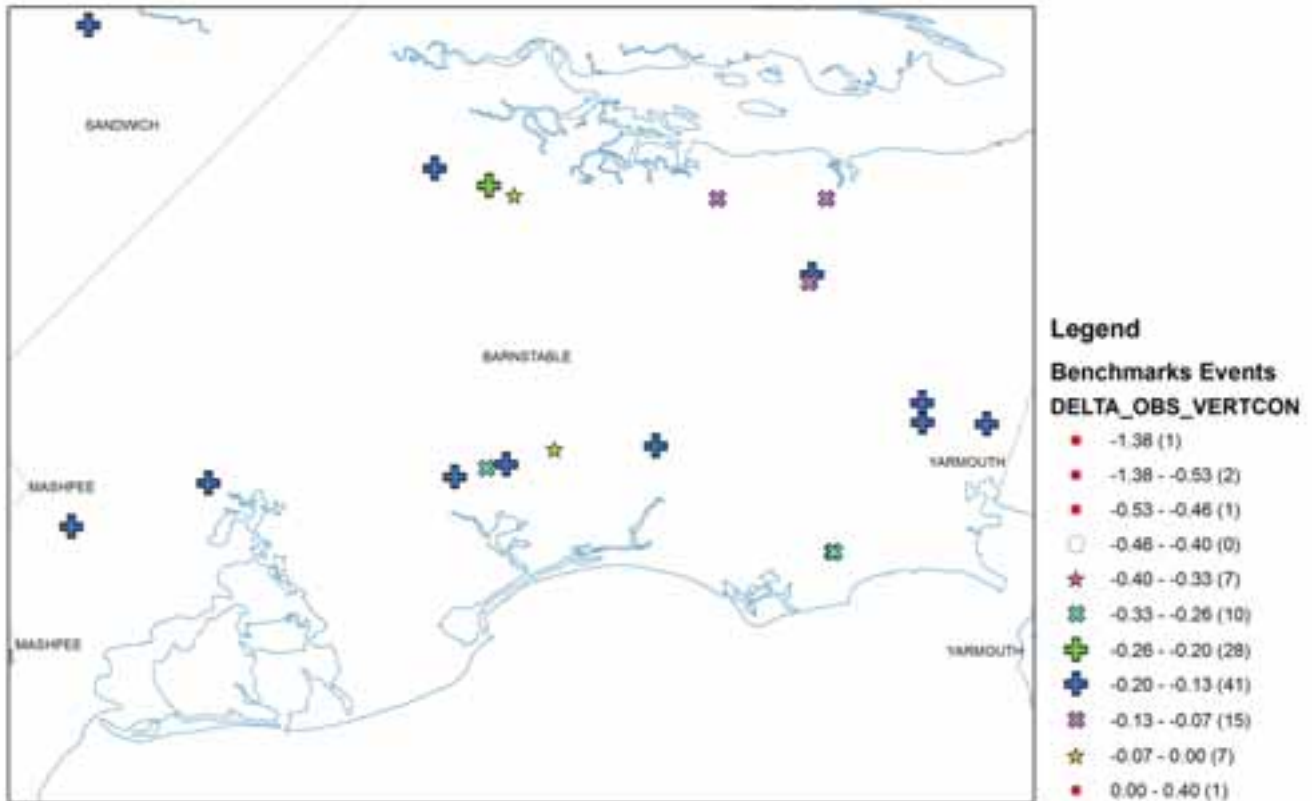 SANDWCH
BARNSTABLE
YARMOUTH
MASHPEE
MASHPEE
YARMOUTH
Legend
Benchmarks Events
DELTA_OBS_VERTCON
-1.38 (1)
-1.38 - -0.53 (2)
-0.53 - -0.46 (1)
-0.46 - -0.40 (0)
-0.40 - -0.33 (7)
-0.33 - -0.26 (10)
-0.26 - -0.20 (28)
-0.20 - -0.13 (41)
-0.13 - -0.07 (15)
-0.07 - 0.00 (7)
0.00 - 0.40 (1)